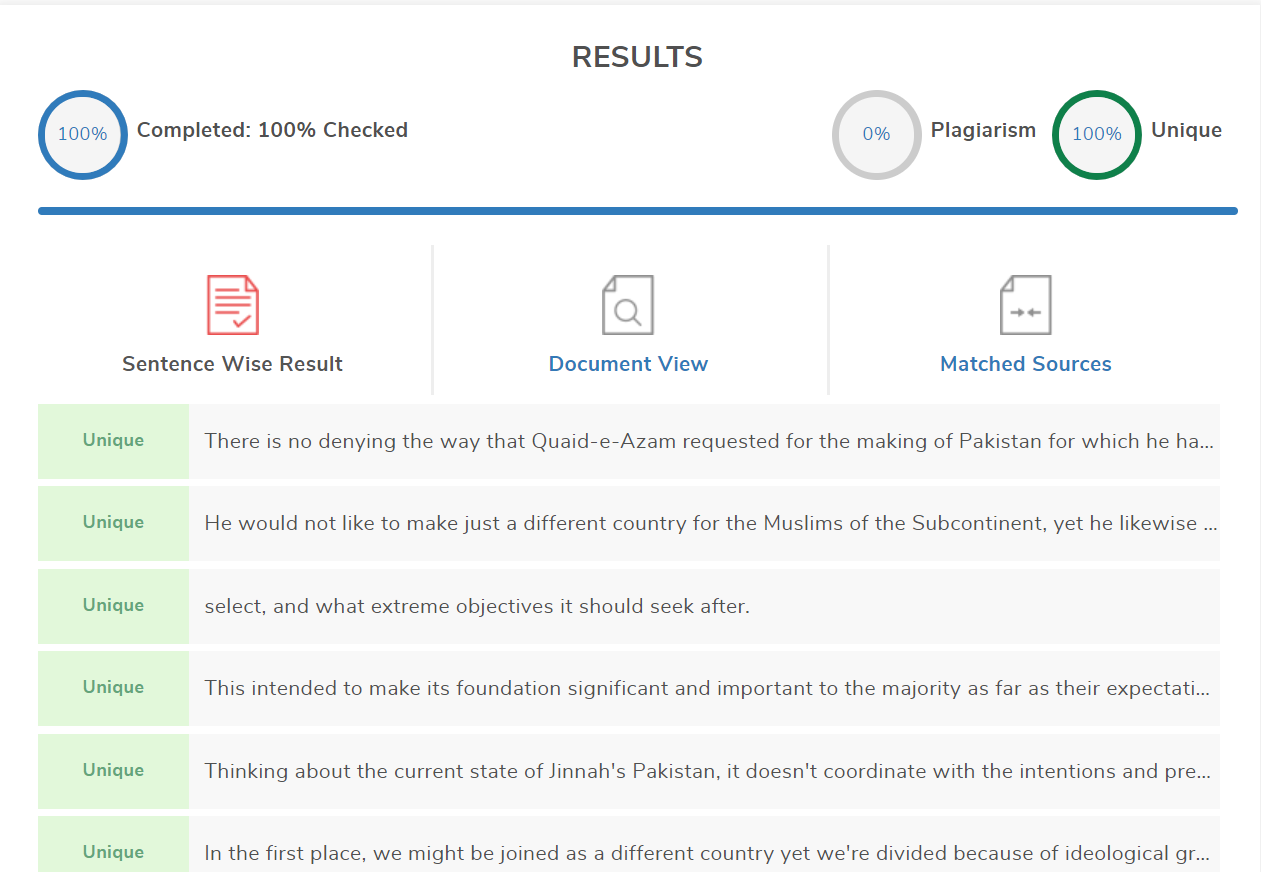 RESULTS
100% Completed: 100% Checked 0% Plagiarism 100% Unique
Sentence Wise Result Document View Matched Sources
Unique There is no denying the way that Quaid-e-Azam requested for the making of Pakistan for which he ha...
Unique He would not like to make just a different country for the Muslims of the Subcontinent, yet he likewise ...
Unique select, and what extreme objectives it should seek after.
Unique This intended to make its foundation significant and important to the majority as far as their expectati...
Unique Thinking about the current state of Jinnah's Pakistan, it doesn't coordinate with the intentions and pre...
Unique In the first place, we might be joined as a different country yet we're divided because of ideological gr...